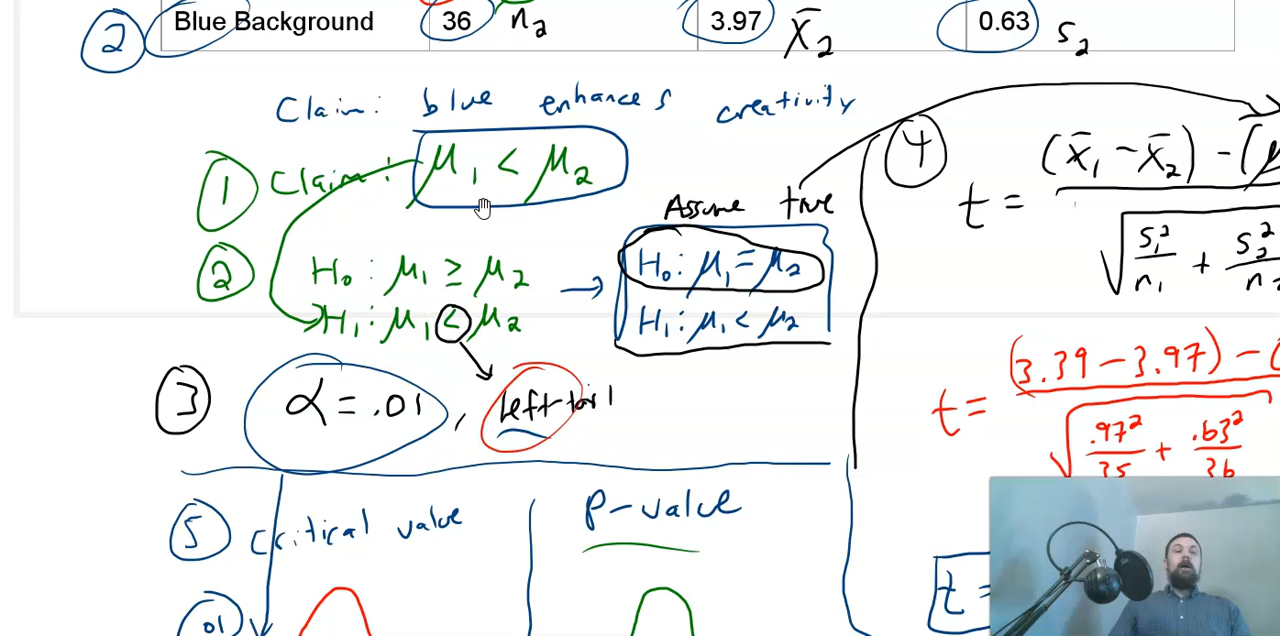 ② Blue Background 36 n₂ 3.97 x̄₂ 0.63 s₂
Claim: blue enhances creativity
① Claim: μ₁ < μ₂
② H₀: μ₁ ≥ μ₂
H₁: μ₁ < μ₂
→ Assume true
H₀: μ₁ = μ₂
H₁: μ₁ < μ₂
③ α = .01, left-tail
④ t = (x̄₁ - x̄₂) - (μ
√ s₁²/n₁ + s₂²/n₂
t = (3.39 - 3.97) - (
√ .97²/35 + .63²/36
t =
⑤ Critical value
P-value
.01